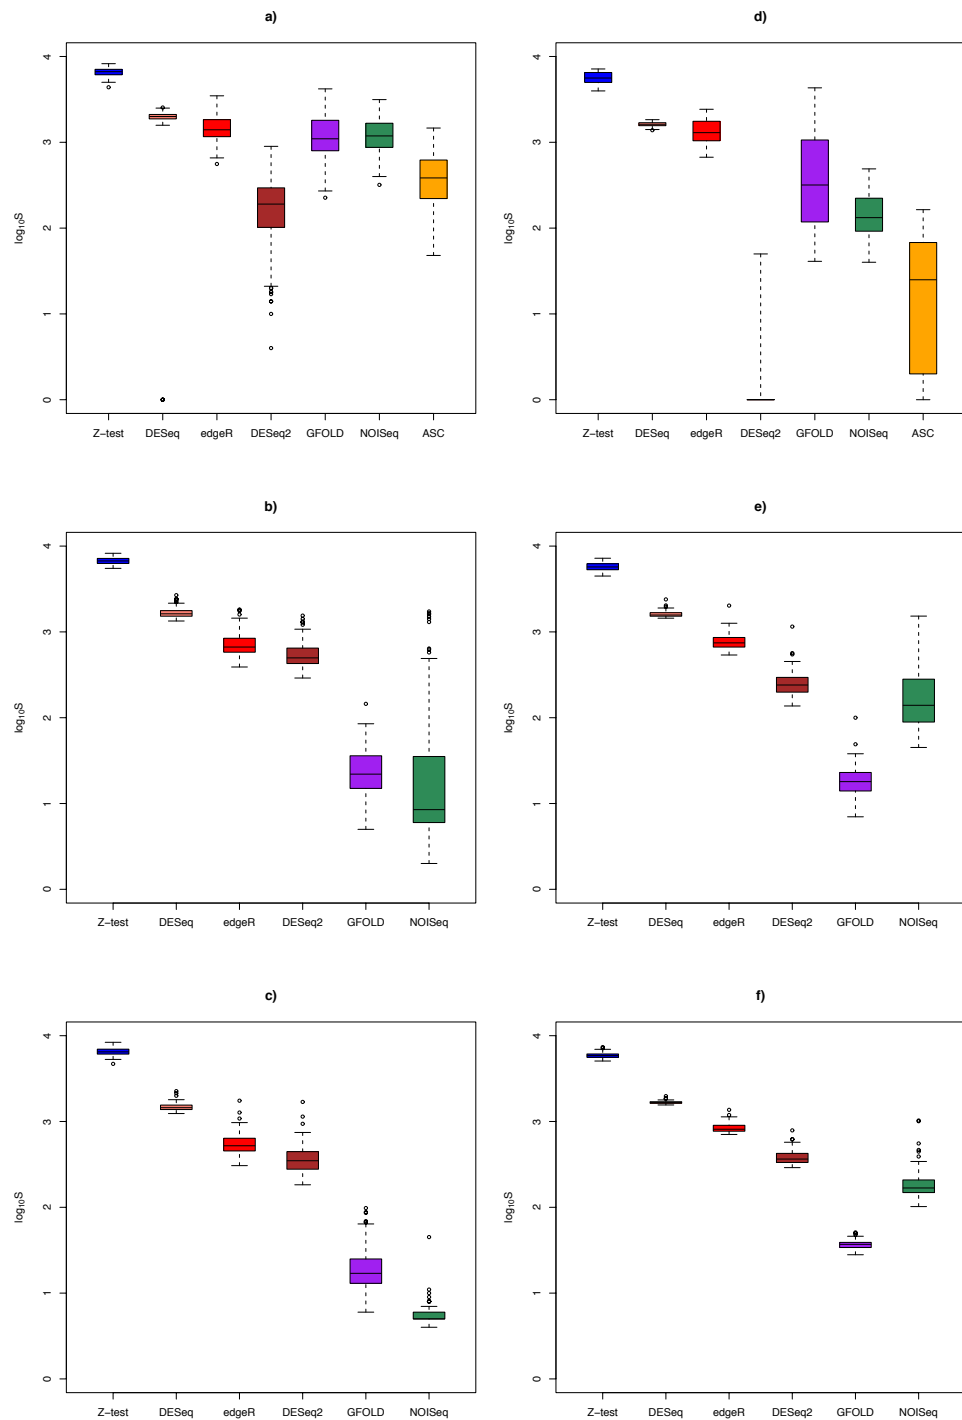 a)
log10S
4
3
2
1
0
Z−test DESeq edgeR DESeq2 GFOLD NOISeq ASC
d)
log10S
4
3
2
1
0
Z−test DESeq edgeR DESeq2 GFOLD NOISeq ASC
b)
log10S
4
3
2
1
0
Z−test DESeq edgeR DESeq2 GFOLD NOISeq
e)
log10S
4
3
2
1
0
Z−test DESeq edgeR DESeq2 GFOLD NOISeq
c)
log10S
4
3
2
1
0
Z−test DESeq edgeR DESeq2 GFOLD NOISeq
f)
log10S
4
3
2
1
0
Z−test DESeq edgeR DESeq2 GFOLD NOISeq